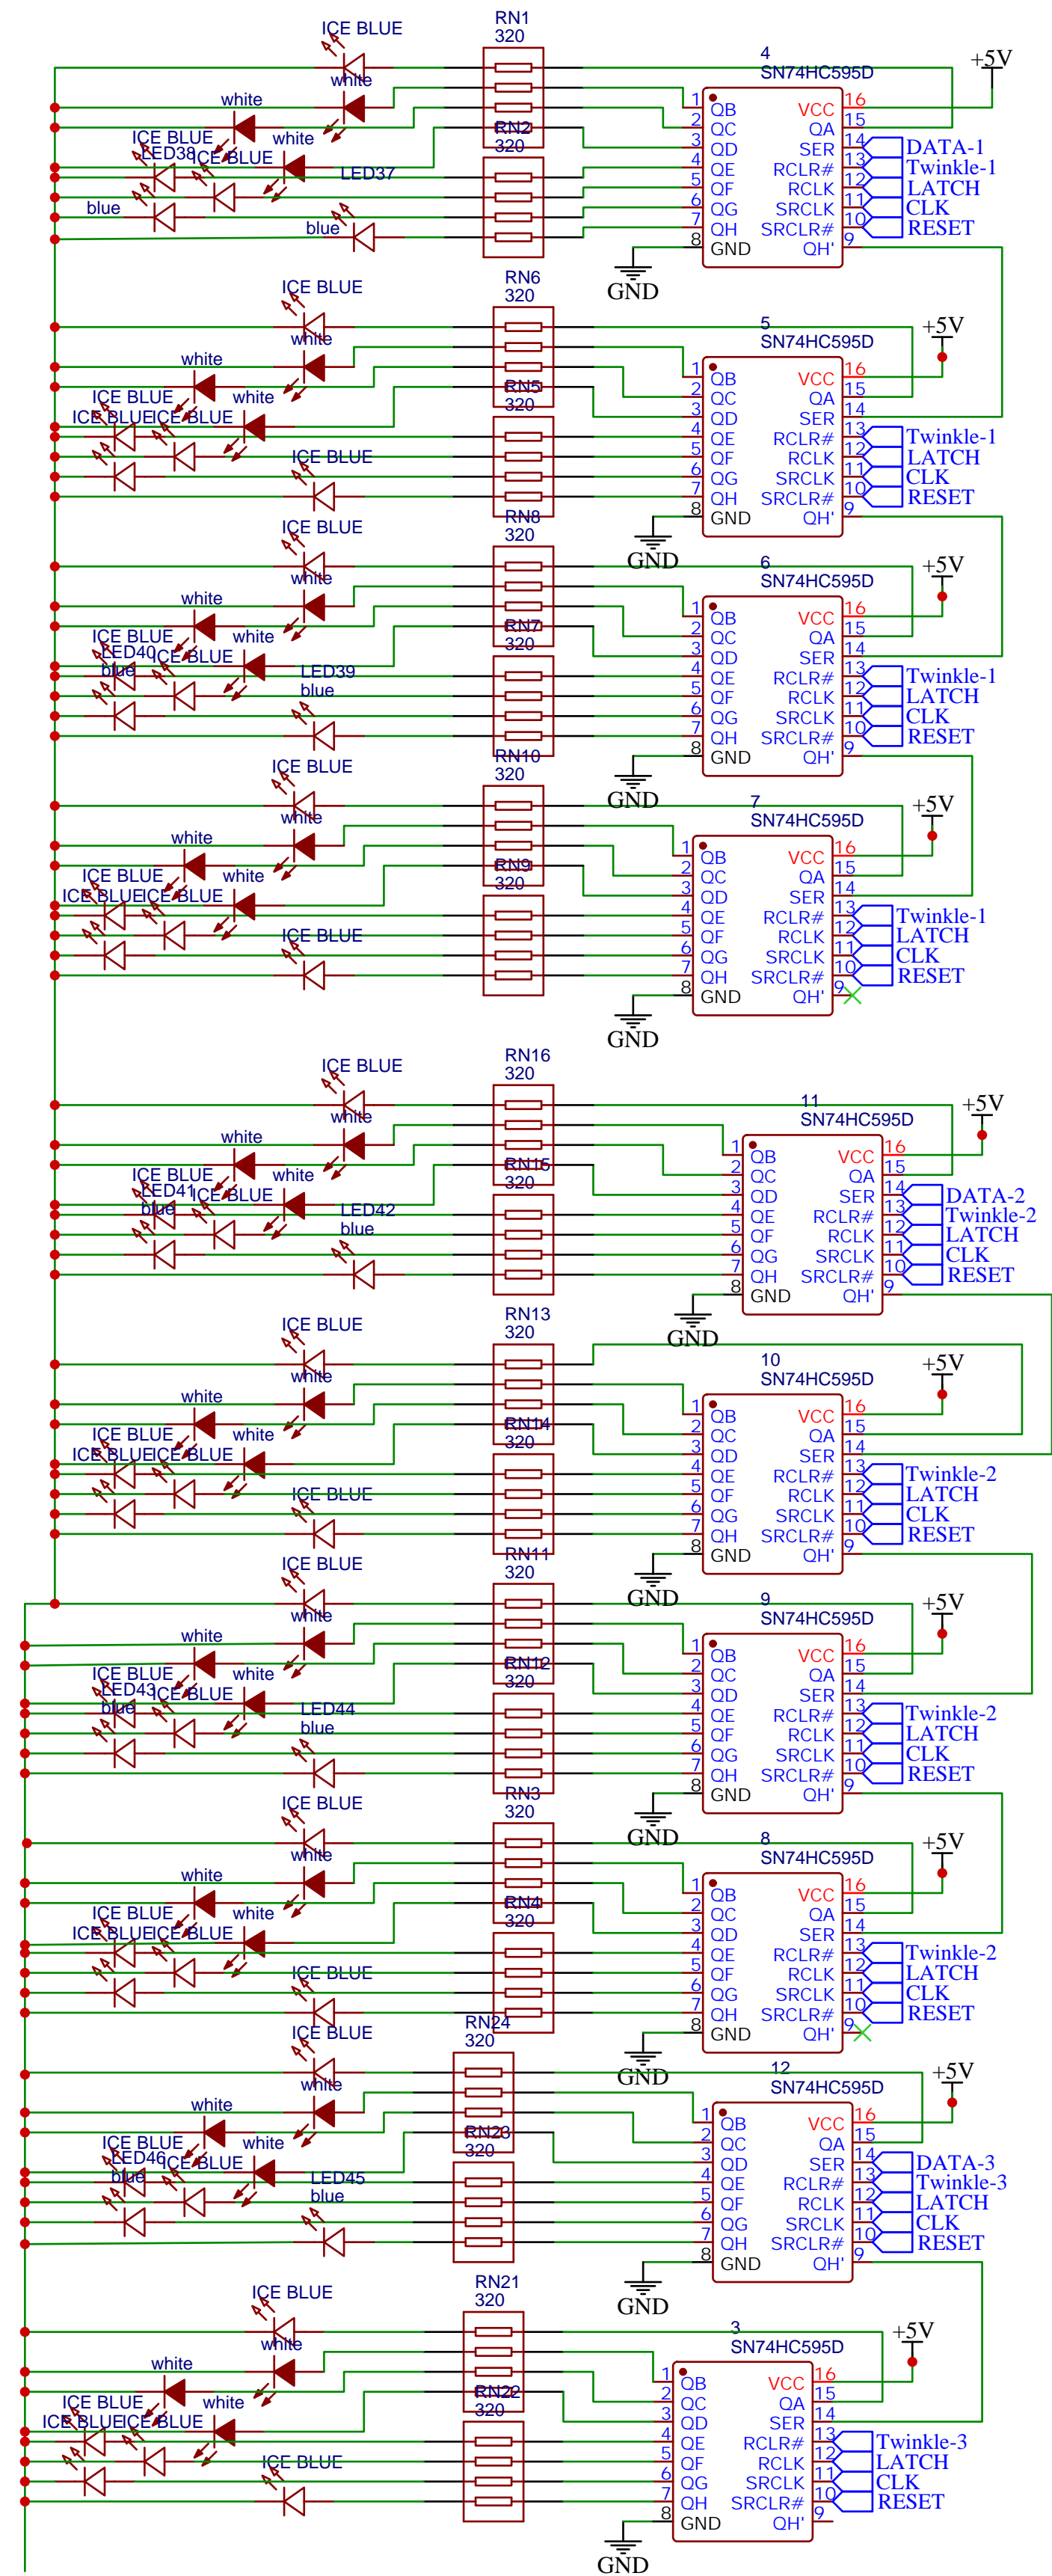 RN1
320
ICE BLUE
white
white
RN2
320
ICE BLUE
LED38
ICE BLUE
white
LED37
blue
blue
4
SN74HC595D
+5V
1 QB VCC 16
2 QC QA 15
3 QD SER 14 DATA-1
4 QE RCLR# 13 Twinkle-1
5 QF RCLK 12 LATCH
6 QG SRCLK 11 CLK
7 QH SRCLR# 10 RESET
8 GND QH' 9
GND
RN6
320
ICE BLUE
white
white
RN5
320
ICE BLUE
white
ICE BLUE
ICE BLUE
ICE BLUE
5
SN74HC595D
+5V
1 QB VCC 16
2 QC QA 15
3 QD SER 14
4 QE RCLR# 13 Twinkle-1
5 QF RCLK 12 LATCH
6 QG SRCLK 11 CLK
7 QH SRCLR# 10 RESET
8 GND QH' 9
GND
RN8
320
ICE BLUE
white
white
RN7
320
ICE BLUE
white
LED40
blue
ICE BLUE
LED39
blue
6
SN74HC595D
+5V
1 QB VCC 16
2 QC QA 15
3 QD SER 14
4 QE RCLR# 13 Twinkle-1
5 QF RCLK 12 LATCH
6 QG SRCLK 11 CLK
7 QH SRCLR# 10 RESET
8 GND QH' 9
GND
RN10
320
ICE BLUE
white
white
RN9
320
ICE BLUE
white
ICE BLUE
ICE BLUE
ICE BLUE
7
SN74HC595D
+5V
1 QB VCC 16
2 QC QA 15
3 QD SER 14
4 QE RCLR# 13 Twinkle-1
5 QF RCLK 12 LATCH
6 QG SRCLK 11 CLK
7 QH SRCLR# 10 RESET
8 GND QH' 9
GND
RN16
320
ICE BLUE
white
white
RN15
320
ICE BLUE
white
LED41
blue
ICE BLUE
LED42
blue
11
SN74HC595D
+5V
1 QB VCC 16
2 QC QA 15
3 QD SER 14 DATA-2
4 QE RCLR# 13 Twinkle-2
5 QF RCLK 12 LATCH
6 QG SRCLK 11 CLK
7 QH SRCLR# 10 RESET
8 GND QH' 9
GND
RN13
320
ICE BLUE
white
white
RN14
320
ICE BLUE
white
ICE BLUE
ICE BLUE
ICE BLUE
10
SN74HC595D
+5V
1 QB VCC 16
2 QC QA 15
3 QD SER 14
4 QE RCLR# 13 Twinkle-2
5 QF RCLK 12 LATCH
6 QG SRCLK 11 CLK
7 QH SRCLR# 10 RESET
8 GND QH' 9
GND
RN11
320
ICE BLUE
white
white
RN12
320
ICE BLUE
white
LED43
blue
ICE BLUE
LED44
blue
9
SN74HC595D
+5V
1 QB VCC 16
2 QC QA 15
3 QD SER 14
4 QE RCLR# 13 Twinkle-2
5 QF RCLK 12 LATCH
6 QG SRCLK 11 CLK
7 QH SRCLR# 10 RESET
8 GND QH' 9
GND
RN3
320
ICE BLUE
white
white
RN4
320
ICE BLUE
white
ICE BLUE
ICE BLUE
ICE BLUE
8
SN74HC595D
+5V
1 QB VCC 16
2 QC QA 15
3 QD SER 14
4 QE RCLR# 13 Twinkle-2
5 QF RCLK 12 LATCH
6 QG SRCLK 11 CLK
7 QH SRCLR# 10 RESET
8 GND QH' 9
GND
RN24
320
ICE BLUE
white
white
RN23
320
ICE BLUE
white
LED46
blue
ICE BLUE
LED45
blue
12
SN74HC595D
+5V
1 QB VCC 16
2 QC QA 15
3 QD SER 14 DATA-3
4 QE RCLR# 13 Twinkle-3
5 QF RCLK 12 LATCH
6 QG SRCLK 11 CLK
7 QH SRCLR# 10 RESET
8 GND QH' 9
GND
RN21
320
ICE BLUE
white
white
RN22
320
ICE BLUE
white
ICE BLUE
ICE BLUE
ICE BLUE
3
SN74HC595D
+5V
1 QB VCC 16
2 QC QA 15
3 QD SER 14
4 QE RCLR# 13 Twinkle-3
5 QF RCLK 12 LATCH
6 QG SRCLK 11 CLK
7 QH SRCLR# 10 RESET
8 GND QH' 9
GND